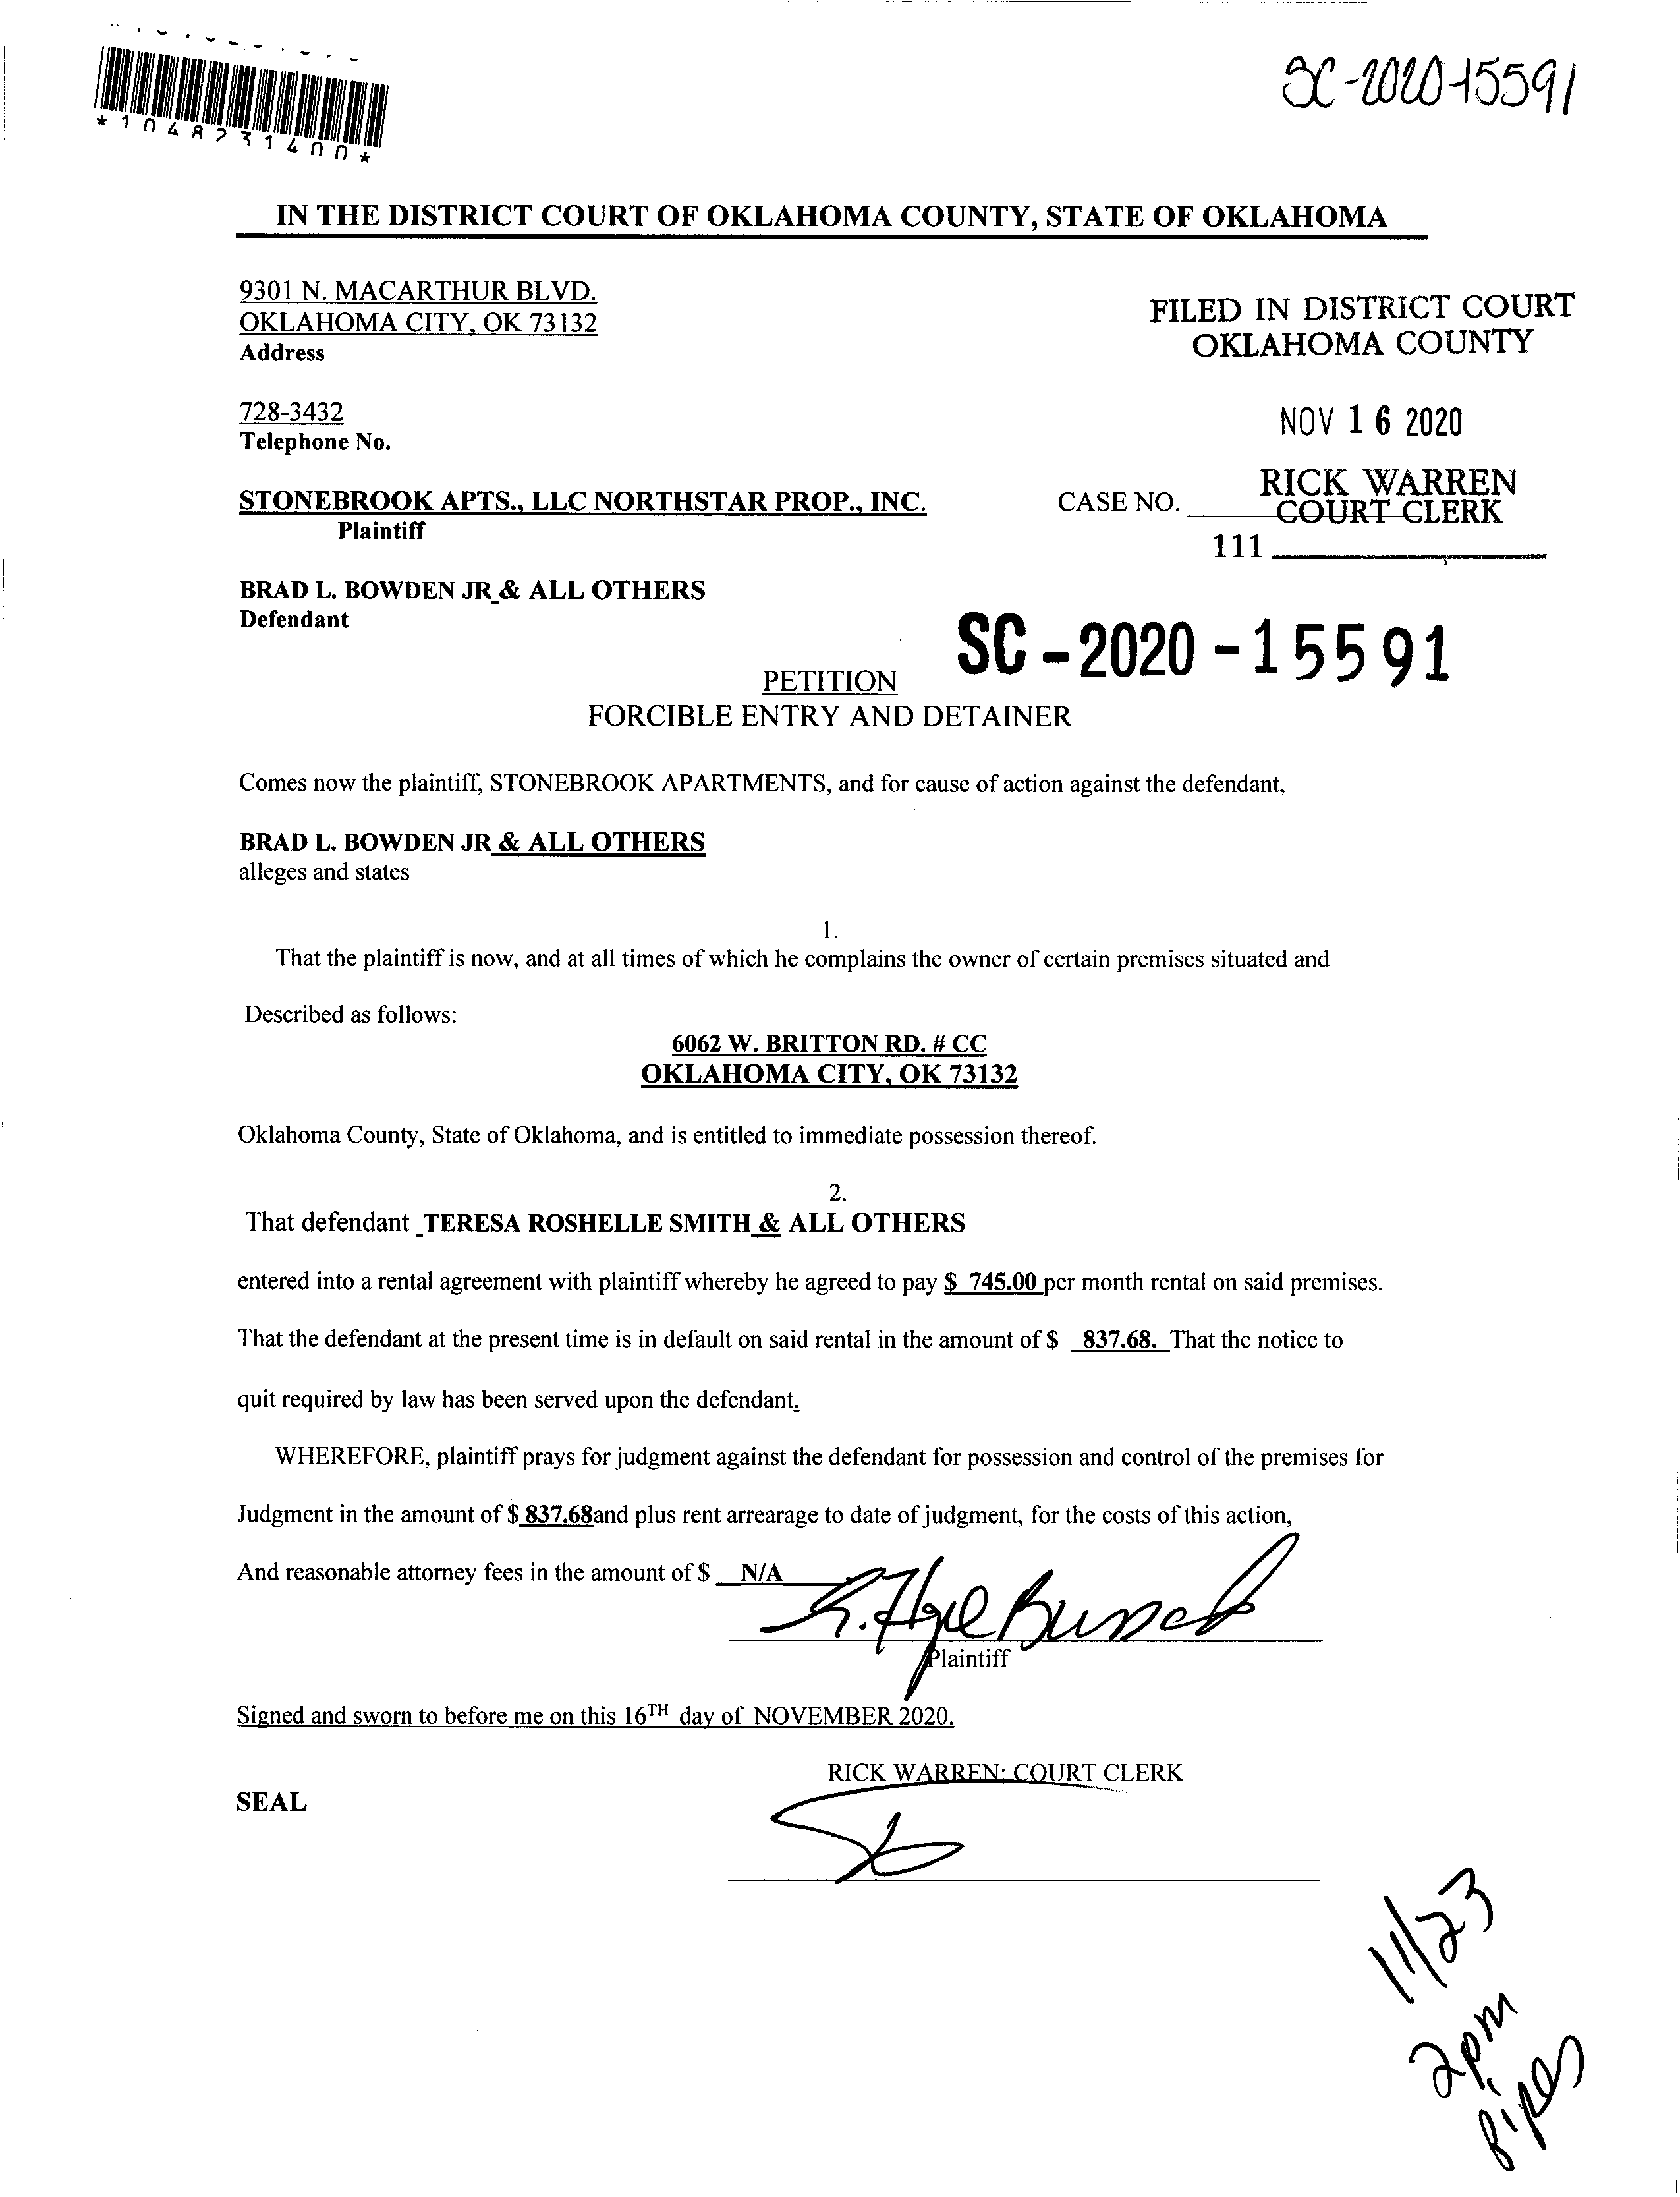 SC-2020-15591
*1048231400*
IN THE DISTRICT COURT OF OKLAHOMA COUNTY, STATE OF OKLAHOMA
9301 N. MACARTHUR BLVD.
OKLAHOMA CITY, OK 73132
Address
FILED IN DISTRICT COURT
OKLAHOMA COUNTY
728-3432
Telephone No.
NOV 16 2020
STONEBROOK APTS., LLC NORTHSTAR PROP., INC.
Plaintiff
CASE NO.
RICK WARREN
COURT CLERK
111
BRAD L. BOWDEN JR & ALL OTHERS
Defendant
SC-2020-15591
PETITION
FORCIBLE ENTRY AND DETAINER
Comes now the plaintiff, STONEBROOK APARTMENTS, and for cause of action against the defendant,
BRAD L. BOWDEN JR & ALL OTHERS
alleges and states
1.
That the plaintiff is now, and at all times of which he complains the owner of certain premises situated and
Described as follows:
6062 W. BRITTON RD. # CC
OKLAHOMA CITY, OK 73132
Oklahoma County, State of Oklahoma, and is entitled to immediate possession thereof.
2.
That defendant TERESA ROSHELLE SMITH & ALL OTHERS
entered into a rental agreement with plaintiff whereby he agreed to pay $ 745.00 per month rental on said premises.
That the defendant at the present time is in default on said rental in the amount of $ 837.68. That the notice to
quit required by law has been served upon the defendant.
WHEREFORE, plaintiff prays for judgment against the defendant for possession and control of the premises for
Judgment in the amount of $ 837.68and plus rent arrearage to date of judgment, for the costs of this action,
And reasonable attorney fees in the amount of $ N/A
Plaintiff
Signed and sworn to before me on this 16TH day of NOVEMBER 2020.
RICK WARREN; COURT CLERK
SEAL
11/23
2pm